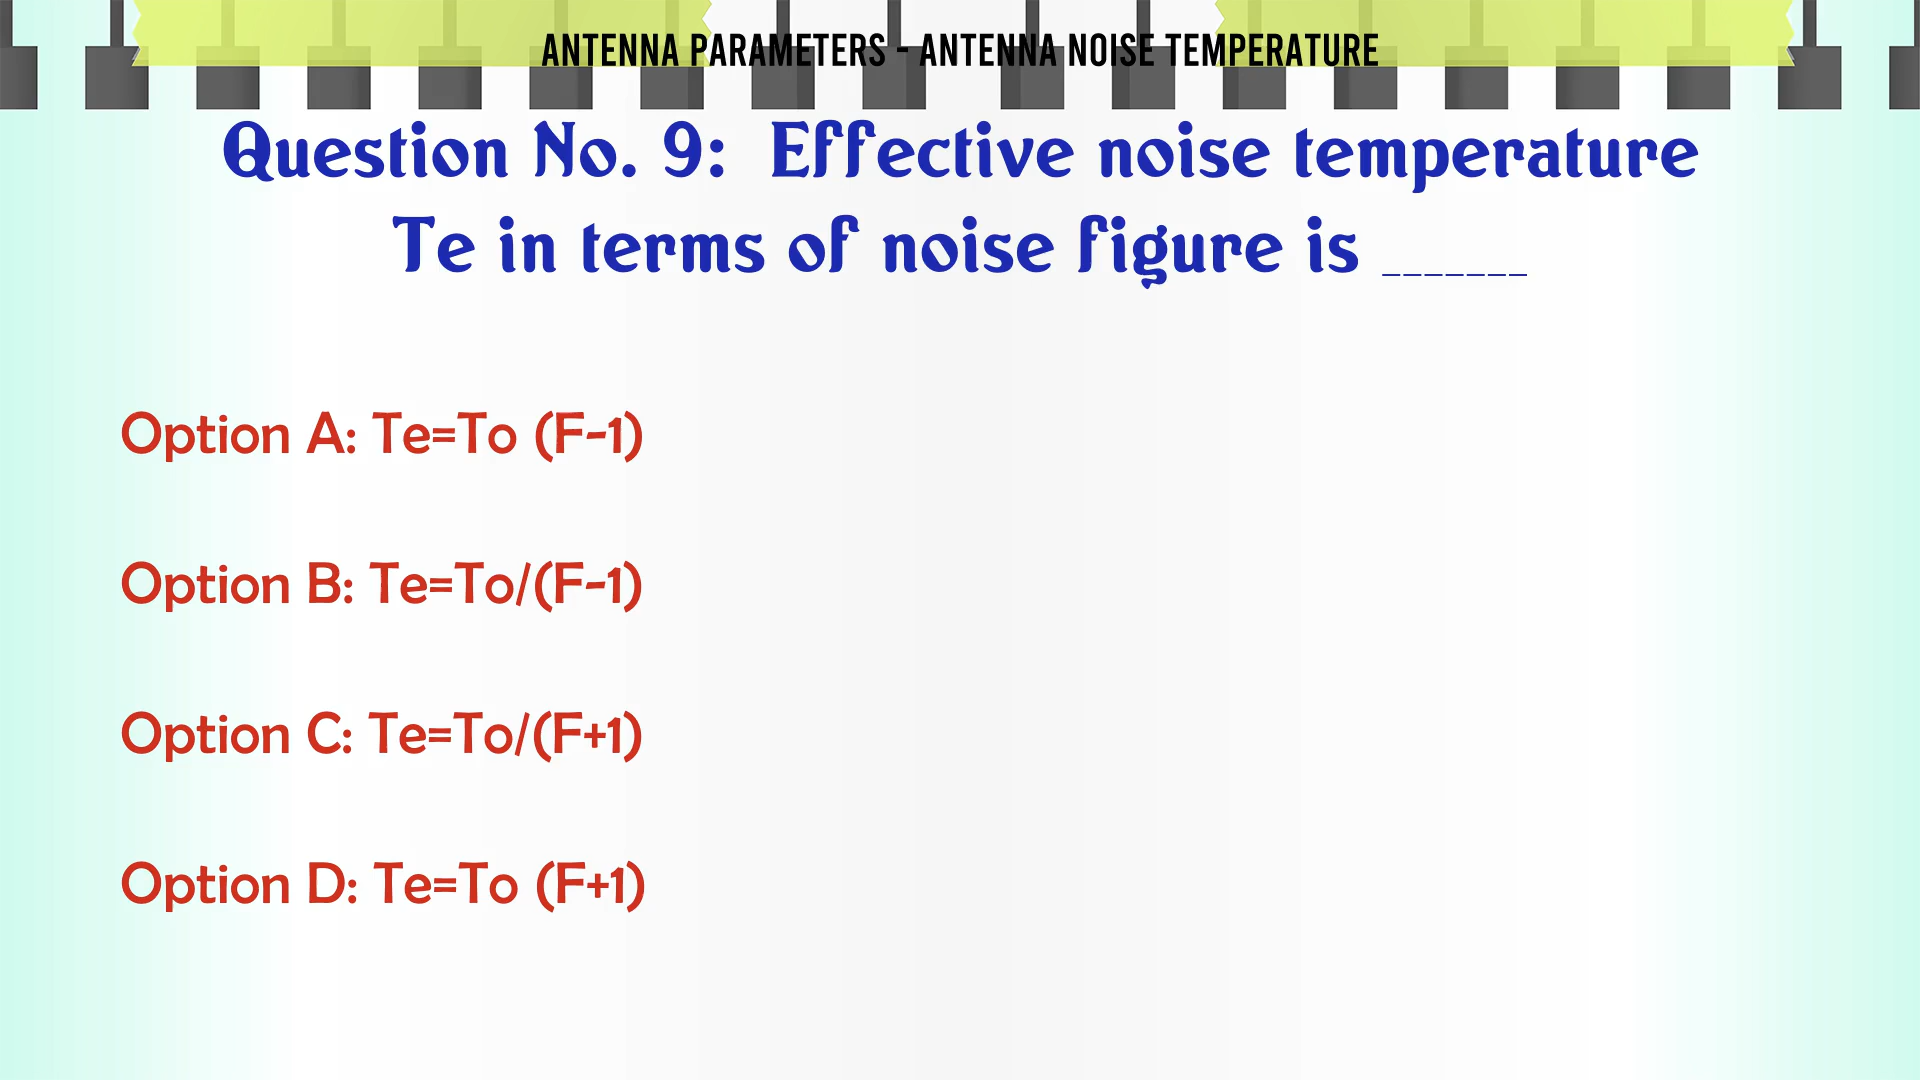 ANTENNA PARAMETERS - ANTENNA NOISE TEMPERATURE
Question No. 9: Effective noise temperature
Te in terms of noise figure is _______
Option A: Te=To (F-1)
Option B: Te=To/(F-1)
Option C: Te=To/(F+1)
Option D: Te=To (F+1)